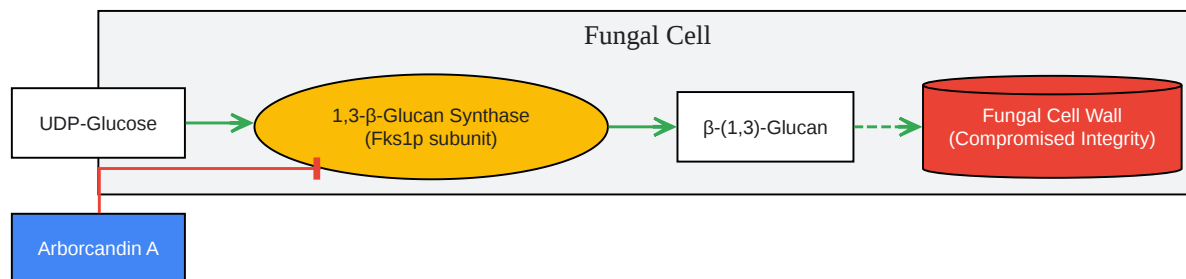 Fungal Cell
UDP-Glucose
1,3-β-Glucan Synthase
(Fks1p subunit)
β-(1,3)-Glucan
Fungal Cell Wall
(Compromised Integrity)
Arborcandin A